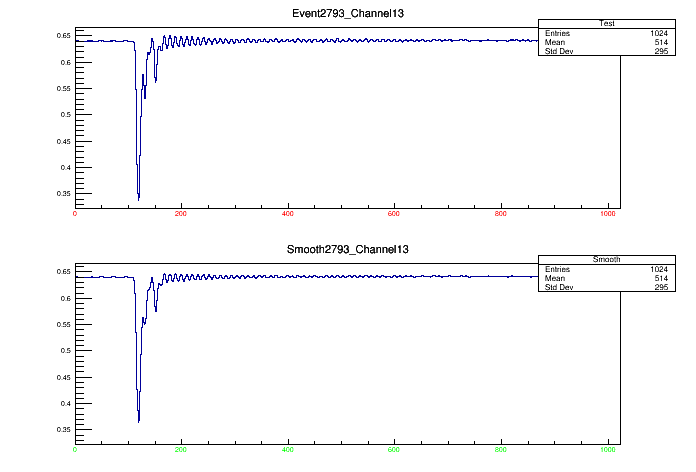 Event2793_Channel13
Test
Entries 1024
Mean 514
Std Dev 295
0.65
0.6
0.55
0.5
0.45
0.4
0.35
0 200 400 600 800 1000
Smooth2793_Channel13
Smooth
Entries 1024
Mean 514
Std Dev 295
0.65
0.6
0.55
0.5
0.45
0.4
0.35
0 200 400 600 800 1000